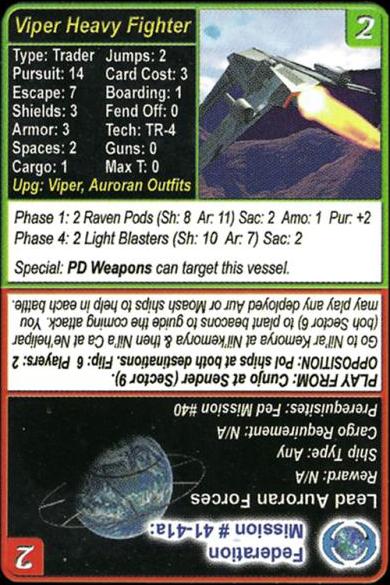 Viper Heavy Fighter
2
Type: Trader Jumps: 2
Pursuit: 14 Card Cost: 3
Escape: 7 Boarding: 1
Shields: 3 Fend Off: 0
Armor: 3 Tech: TR-4
Spaces: 2 Guns: 0
Cargo: 1 Max T: 0
Upg: Viper, Auroran Outfits
Phase 1: 2 Raven Pods (Sh: 8 Ar: 11) Sac: 2 Amo: 1 Pur: +2
Phase 4: 2 Light Blasters (Sh: 10 Ar: 7) Sac: 2
Special: PD Weapons can target this vessel.
2
Federation
Mission # 41-41a:
Lead Auroran Forces
Reward: N/A
Ship Type: Any
Cargo Requirement: N/A
Prerequisites: Fed Mission #40
PLAY FROM: Cunjo at Sender (Sector 9).
OPPOSITION: Pol ships at both destinations. Flip: 6 Players: 2
Go to Nil'ar Kemorya at Nil'kemorya & then Nil'a Ca at Ne'helipar
(both Sector 6) to plant beacons to guide the coming attack. You
may play any deployed Aur or Moash ships to help in each battle.